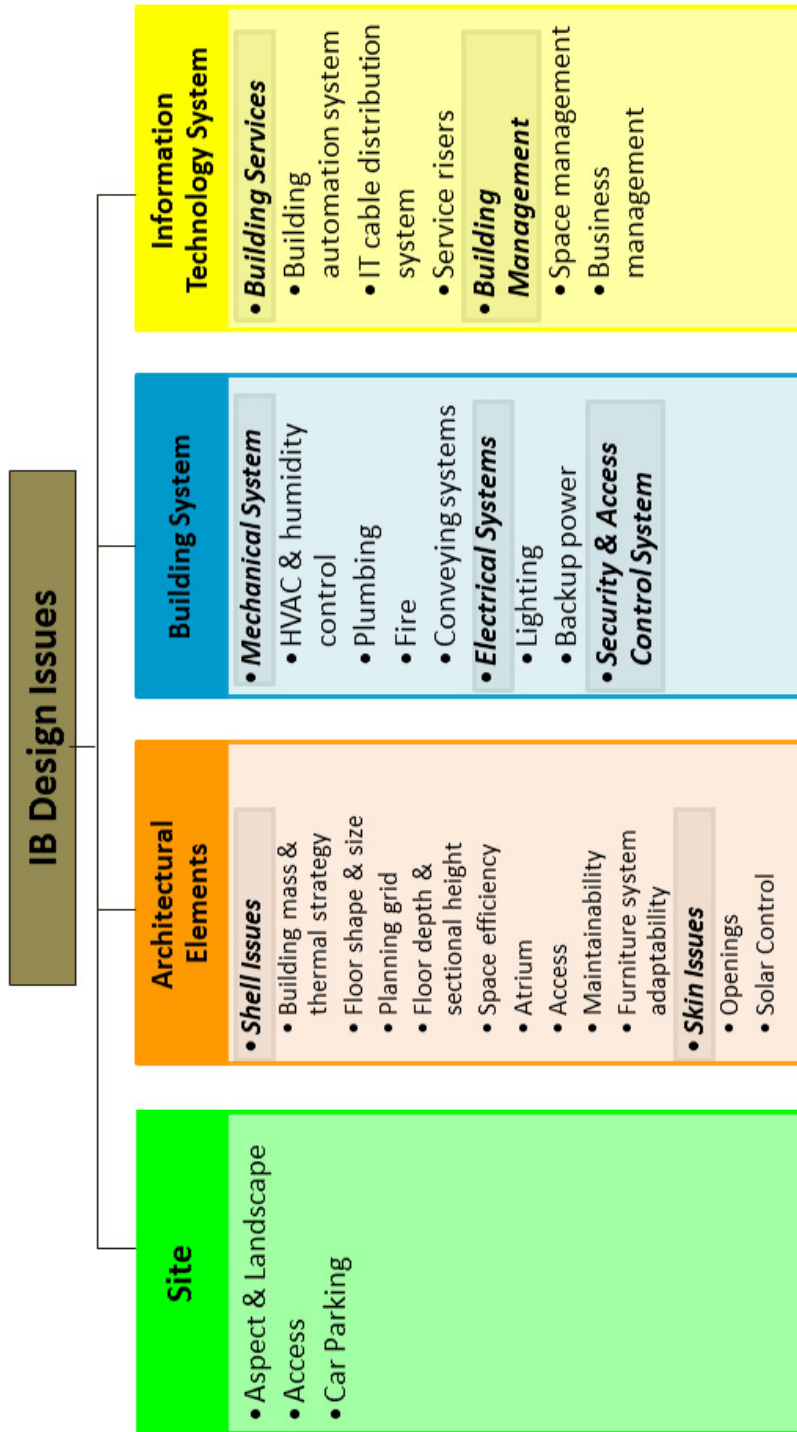 IB Design Issues
Site
• Aspect & Landscape
• Access
• Car Parking
Architectural
Elements
• Shell Issues
• Building mass &
thermal strategy
• Floor shape & size
• Planning grid
• Floor depth &
sectional height
• Space efficiency
• Atrium
• Access
• Maintainability
• Furniture system
adaptability
• Skin Issues
• Openings
• Solar Control
Building System
• Mechanical System
• HVAC & humidity
control
• Plumbing
• Fire
• Conveying systems
• Electrical Systems
• Lighting
• Backup power
• Security & Access
Control System
Information
Technology System
• Building Services
• Building
automation system
• IT cable distribution
system
• Service risers
• Building
Management
• Space management
• Business
management